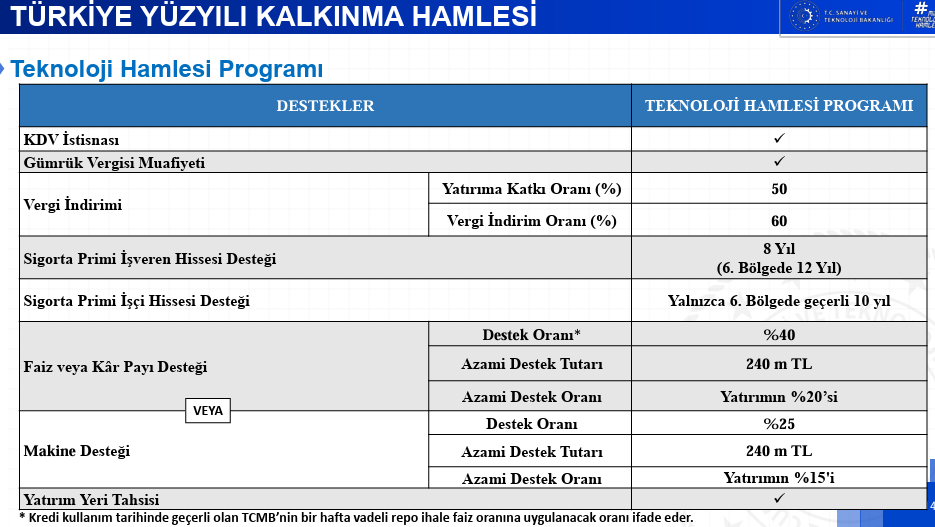 TÜRKİYE YÜZYILI KALKINMA HAMLESİ
T.C. SANAYİ VE
TEKNOLOJİ BAKANLIĞI
Teknoloji Hamlesi Programı
DESTEKLER TEKNOLOJİ HAMLESİ PROGRAMI
KDV İstisnası ✓
Gümrük Vergisi Muafiyeti ✓
Vergi İndirimi
Yatırıma Katkı Oranı (%) 50
Vergi İndirim Oranı (%) 60
Sigorta Primi İşveren Hissesi Desteği
8 Yıl
(6. Bölgede 12 Yıl)
Sigorta Primi İşçi Hissesi Desteği Yalnızca 6. Bölgede geçerli 10 yıl
Faiz veya Kâr Payı Desteği
Destek Oranı* %40
Azami Destek Tutarı 240 m TL
Azami Destek Oranı Yatırımın %20’si
VEYA
Makine Desteği
Destek Oranı %25
Azami Destek Tutarı 240 m TL
Azami Destek Oranı Yatırımın %15'i
Yatırım Yeri Tahsisi ✓
* Kredi kullanım tarihinde geçerli olan TCMB’nin bir hafta vadeli repo ihale faiz oranına uygulanacak oranı ifade eder.